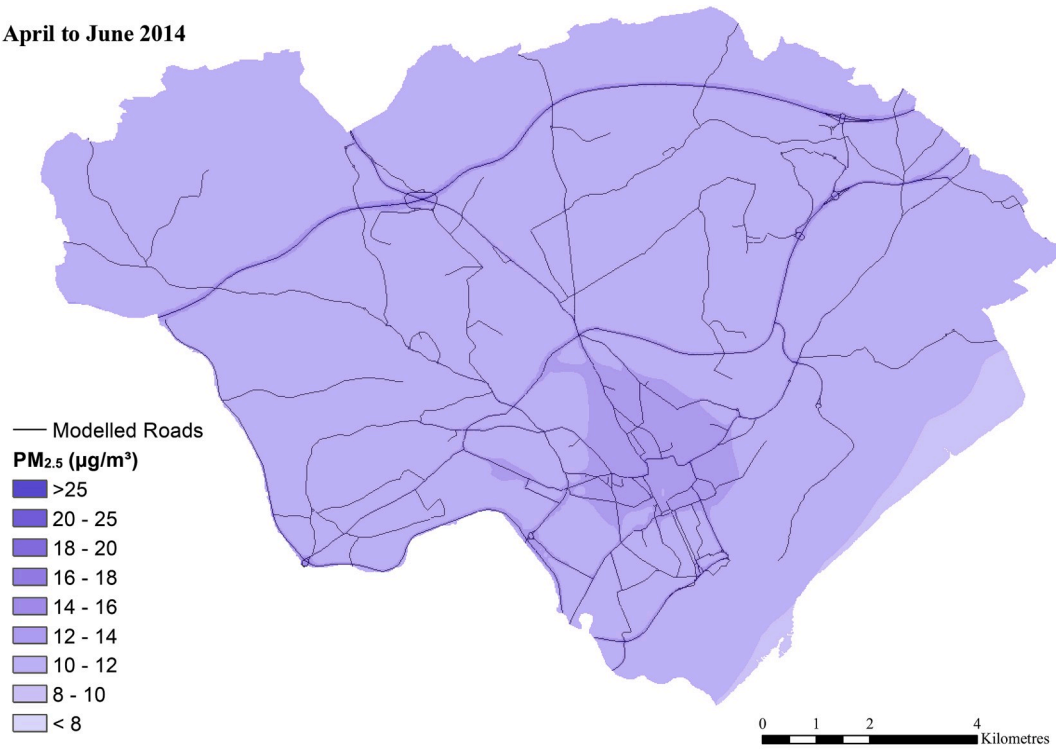 April to June 2014
Modelled Roads
PM₂.₅ (µg/m³)
>25
20 - 25
18 - 20
16 - 18
14 - 16
12 - 14
10 - 12
8 - 10
< 8
0 1 2 4
Kilometres